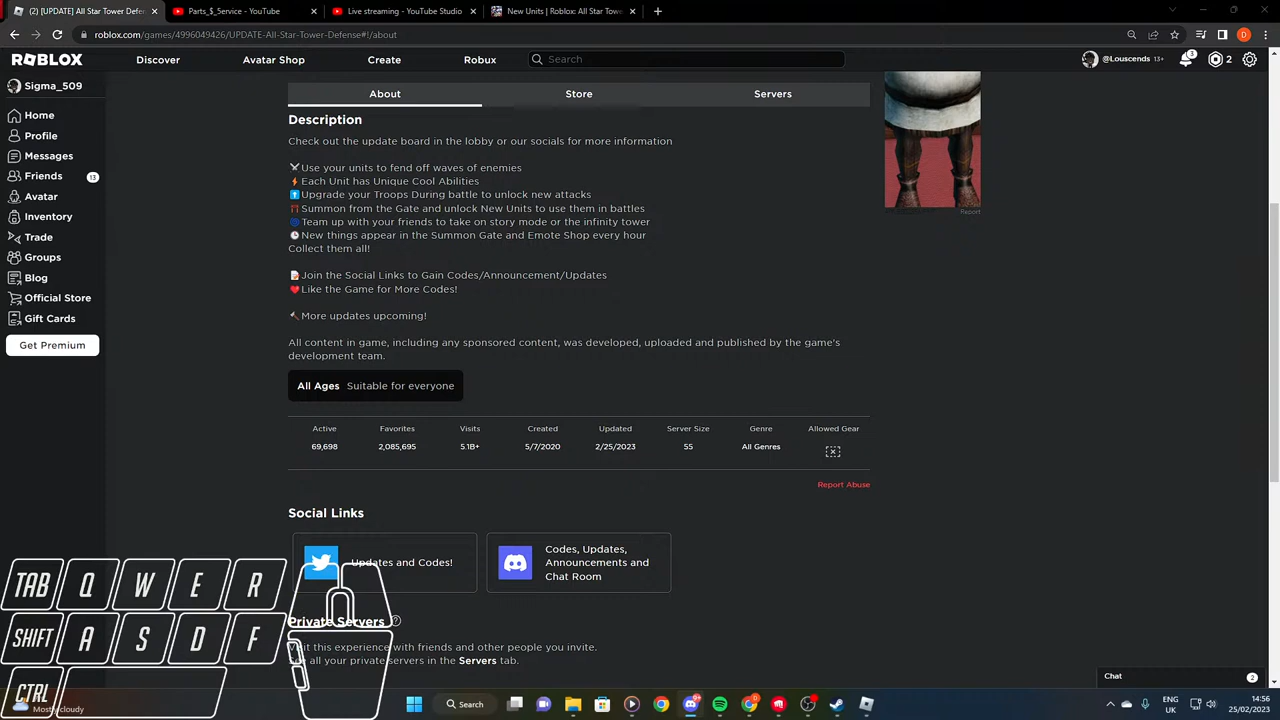 (2) [UPDATE] All Star Tower Defen
Parts_$_Service - YouTube
Live streaming - YouTube Studio
New Units | Roblox: All Star Tower
roblox.com/games/4996049426/UPDATE-All-Star-Tower-Defense#!/about
D
ROBLOX
Discover
Avatar Shop
Create
Robux
Search
@Louscends 13+
3
2
Sigma_509
Home
Profile
Messages
Friends 13
Avatar
Inventory
Trade
Groups
Blog
Official Store
Gift Cards
Get Premium
About
Store
Servers
Description
Check out the update board in the lobby or our socials for more information
Use your units to fend off waves of enemies
Each Unit has Unique Cool Abilities
Upgrade your Troops During battle to unlock new attacks
Summon from the Gate and unlock New Units to use them in battles
Team up with your friends to take on story mode or the infinity tower
New things appear in the Summon Gate and Emote Shop every hour
Collect them all!
Join the Social Links to Gain Codes/Announcement/Updates
Like the Game for More Codes!
More updates upcoming!
All content in game, including any sponsored content, was developed, uploaded and published by the game's
development team.
All Ages Suitable for everyone
Active Favorites Visits Created Updated Server Size Genre Allowed Gear
69,698 2,085,695 5.1B+ 5/7/2020 2/25/2023 55 All Genres
Report Abuse
Report
Social Links
Updates and Codes!
Codes, Updates,
Announcements and
Chat Room
Private Servers
Visit this experience with friends and other people you invite.
See all your private servers in the Servers tab.
Chat 2
TAB Q W E R
SHIFT A S D F
CTRL
Mostly cloudy
Search
ENG
UK
14:56
25/02/2023